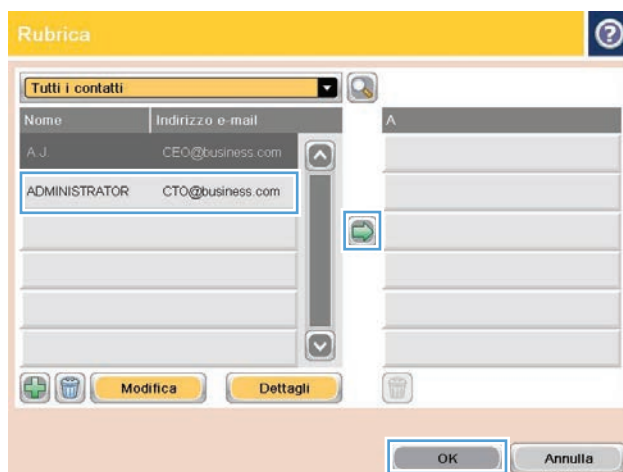 Rubrica
Tutti i contatti
Nome Indirizzo e-mail A
A.J. CEO@business.com
ADMINISTRATOR CTO@business.com
Modifica Dettagli
OK Annulla